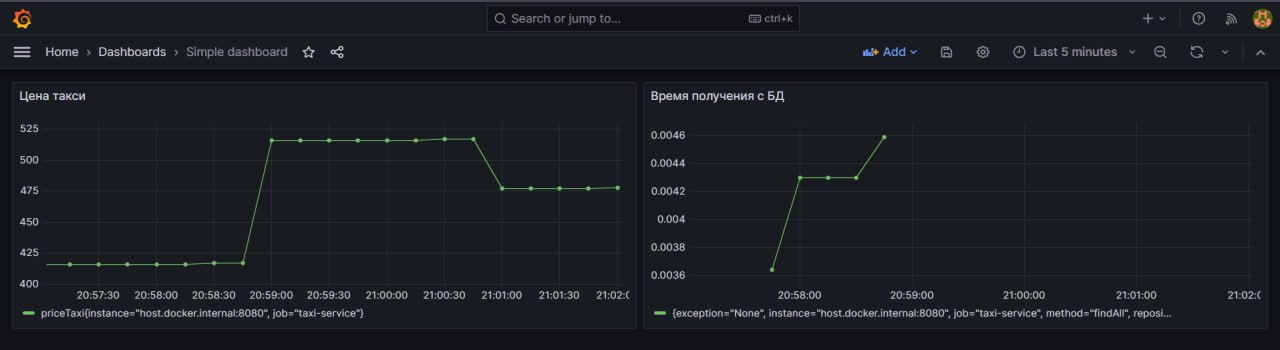 Search or jump to... ctrl+k
Home > Dashboards > Simple dashboard Add Last 5 minutes
Цена такси
525
500
475
450
425
400
20:57:30 20:58:00 20:58:30 20:59:00 20:59:30 21:00:00 21:00:30 21:01:00 21:01:30 21:02:0
priceTaxi{instance="host.docker.internal:8080", job="taxi-service"}
Время получения с БД
0.0046
0.0044
0.0042
0.004
0.0038
0.0036
20:58:00 20:59:00 21:00:00 21:01:00 21:02:0
{exception="None", instance="host.docker.internal:8080", job="taxi-service", method="findAll", reposi...